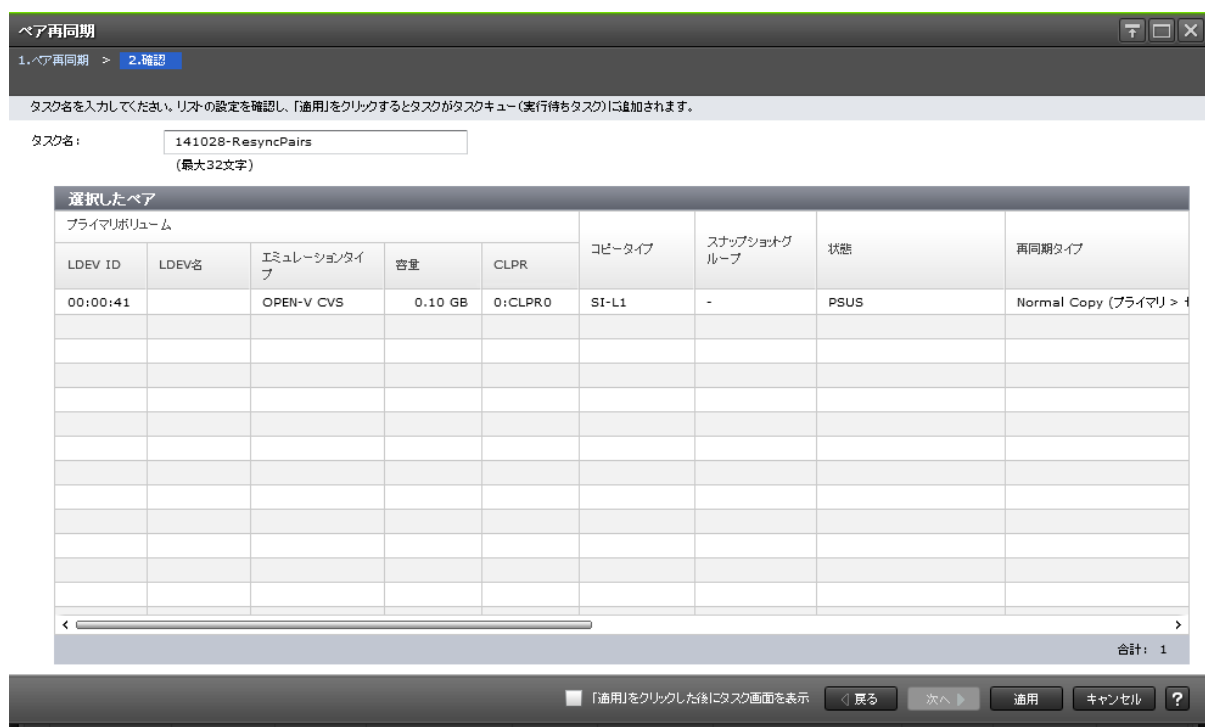 ペア再同期
1.ペア再同期 > 2.確認
タスク名を入力してください。リストの設定を確認し、「適用」をクリックするとタスクがタスクキュー(実行待ちタスク)に追加されます。
タスク名: 141028-ResyncPairs
(最大32文字)
選択したペア
プライマリボリューム
コピータイプ
スナップショットグ
ループ
状態
再同期タイプ
LDEV ID
LDEV名
エミュレーションタイ
プ
容量
CLPR
00:00:41 OPEN-V CVS 0.10 GB 0:CLPR0 SI-L1 - PSUS Normal Copy (プライマリ >
合計: 1
「適用」をクリックした後にタスク画面を表示 戻る 次へ 適用 キャンセル ?